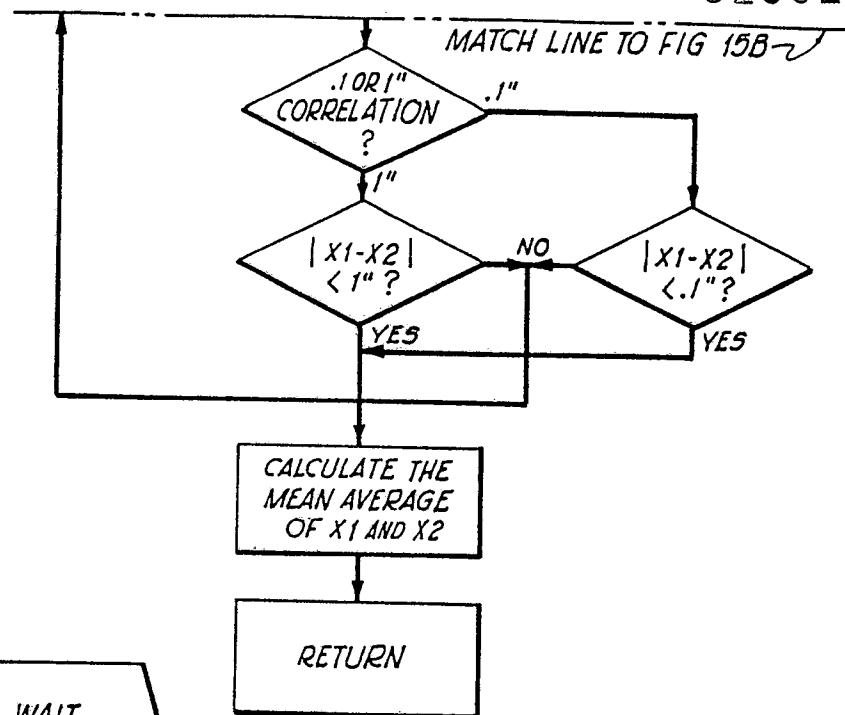 MATCH LINE TO FIG 15B
.1 OR 1"
CORRELATION
?
.1"
1"
|X1-X2|
< 1" ?
NO
|X1-X2|
< .1" ?
YES
YES
CALCULATE THE
MEAN AVERAGE
OF X1 AND X2
RETURN
WAIT